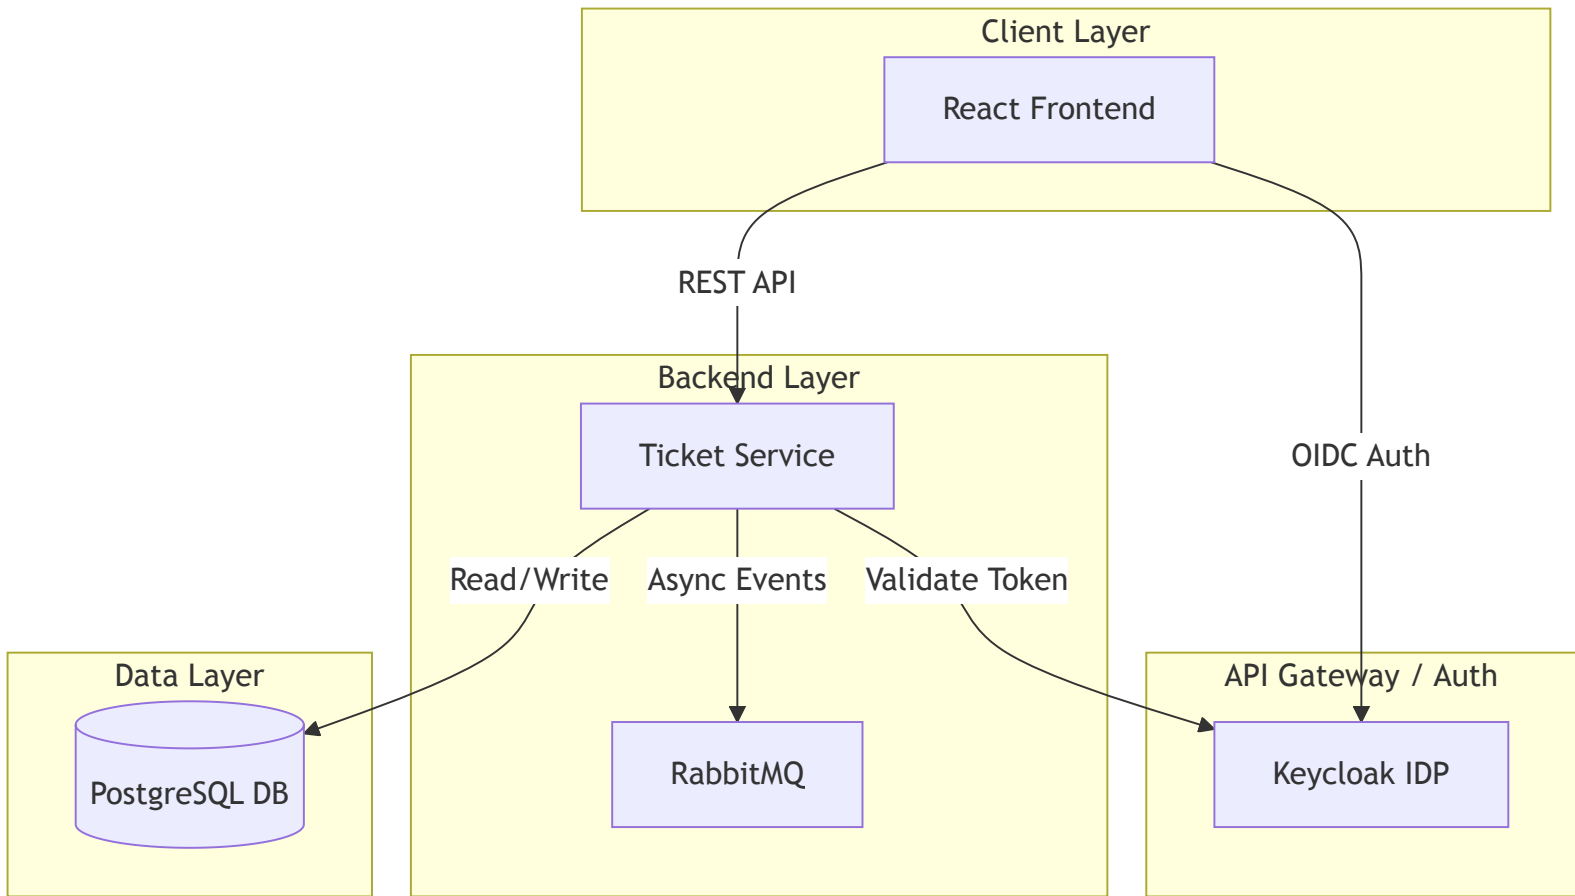 Client Layer
React Frontend
REST API
Backend Layer
Ticket Service
OIDC Auth
Read/Write
Async Events
Validate Token
Data Layer
PostgreSQL DB
RabbitMQ
API Gateway / Auth
Keycloak IDP